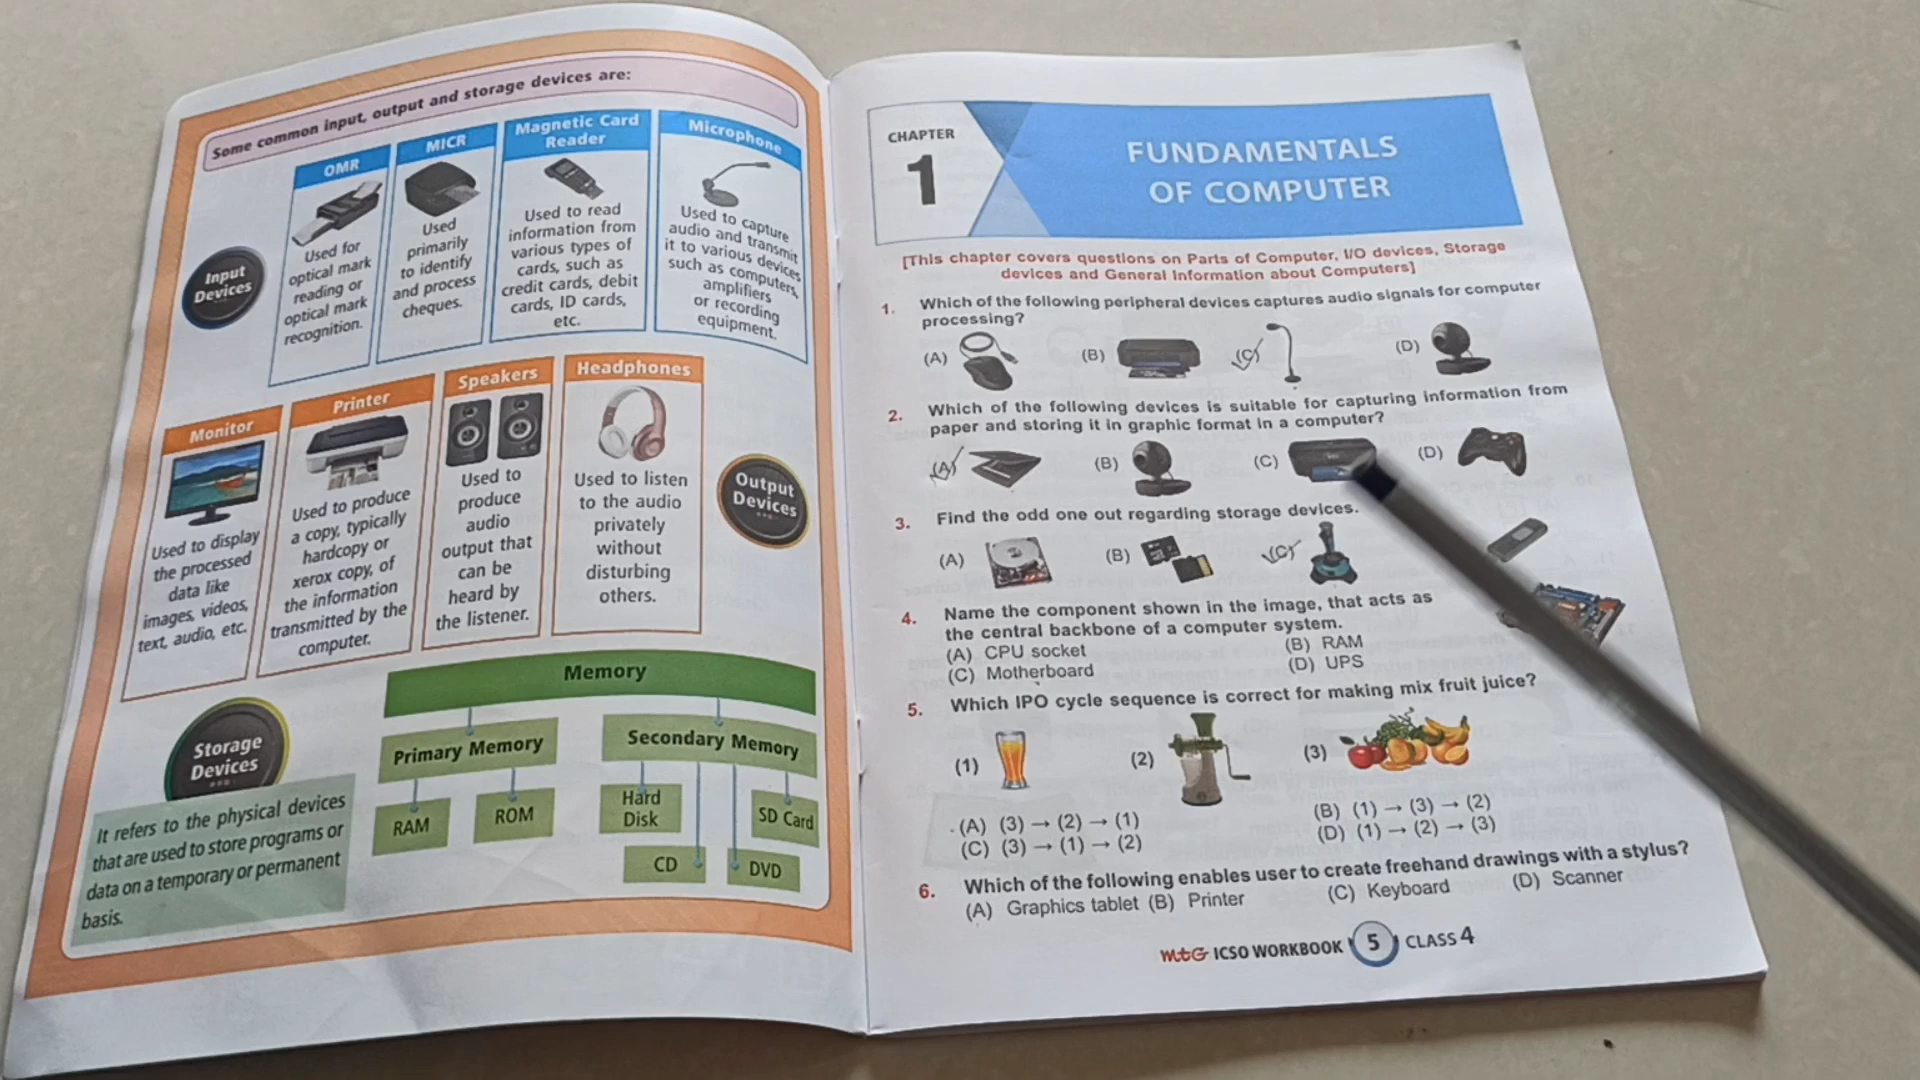 Some common input, output and storage devices are:
Input
Devices
OMR
Used for
optical mark
reading or
optical mark
recognition.
MICR
Used
primarily
to identify
and process
cheques.
Magnetic Card
Reader
Used to read
information from
various types of
cards, such as
credit cards, debit
cards, ID cards,
etc.
Microphone
Used to capture
audio and transmit
it to various devices
such as computers,
amplifiers
or recording
equipment.
Monitor
Used to display
the processed
data like
images, videos,
text, audio, etc.
Printer
Used to produce
a copy, typically
hardcopy or
xerox copy, of
the information
transmitted by the
computer.
Speakers
Used to
produce
audio
output that
can be
heard by
the listener.
Headphones
Used to listen
to the audio
privately
without
disturbing
others.
Output
Devices
Storage
Devices
It refers to the physical devices
that are used to store programs or
data on a temporary or permanent
basis.
Memory
Primary Memory
Secondary Memory
RAM
ROM
Hard
Disk
SD Card
CD
DVD
CHAPTER
1
FUNDAMENTALS
OF COMPUTER
[This chapter covers questions on Parts of Computer, I/O devices, Storage
devices and General Information about Computers]
1. Which of the following peripheral devices captures audio signals for computer
processing?
(A) (B) (C) (D)
2. Which of the following devices is suitable for capturing information from
paper and storing it in graphic format in a computer?
(A) (B) (C) (D)
3. Find the odd one out regarding storage devices.
(A) (B) (C)
4. Name the component shown in the image, that acts as
the central backbone of a computer system.
(A) CPU socket (B) RAM
(C) Motherboard (D) UPS
5. Which IPO cycle sequence is correct for making mix fruit juice?
(1) (2) (3)
(A) (3) → (2) → (1) (B) (1) → (3) → (2)
(C) (3) → (1) → (2) (D) (1) → (2) → (3)
6. Which of the following enables user to create freehand drawings with a stylus?
(A) Graphics tablet (B) Printer (C) Keyboard (D) Scanner
mtG ICSO WORKBOOK 5 CLASS 4